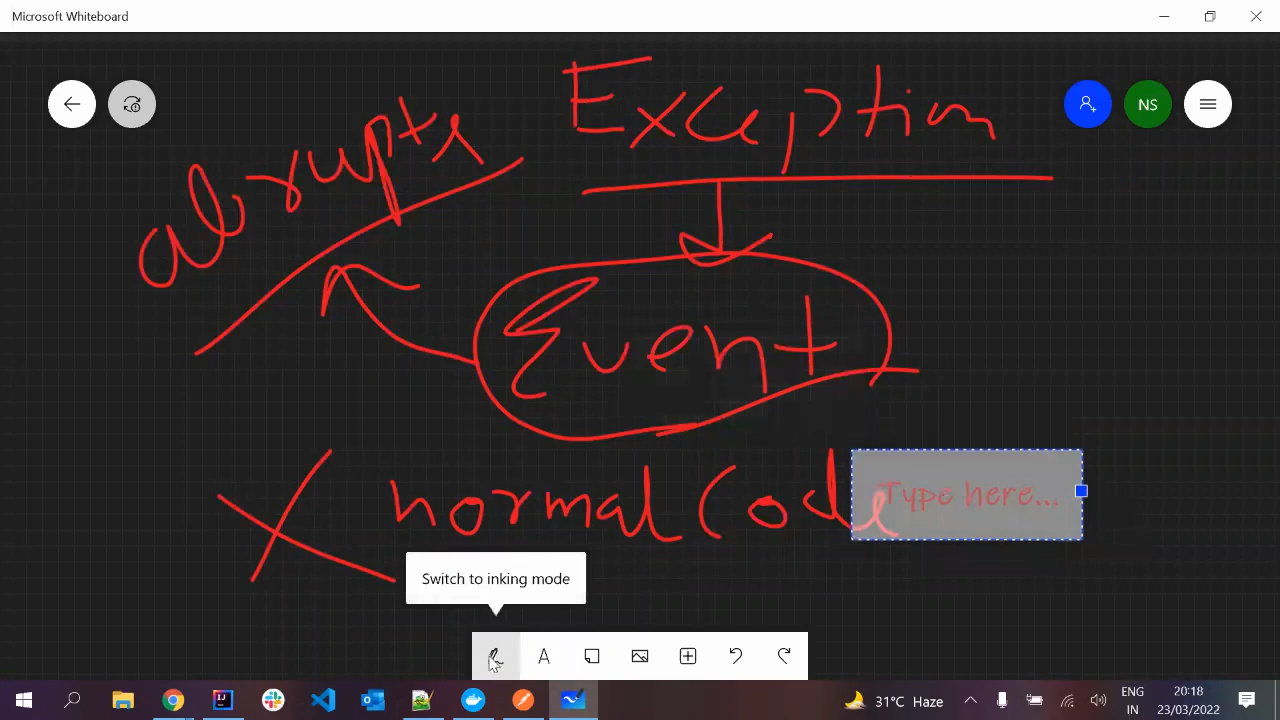 Microsoft Whiteboard
Exception
abrupts
NS
Event
normal Code
Type here...
Switch to inking mode
A
31°C Haze
ENG
IN
20:18
23/03/2022